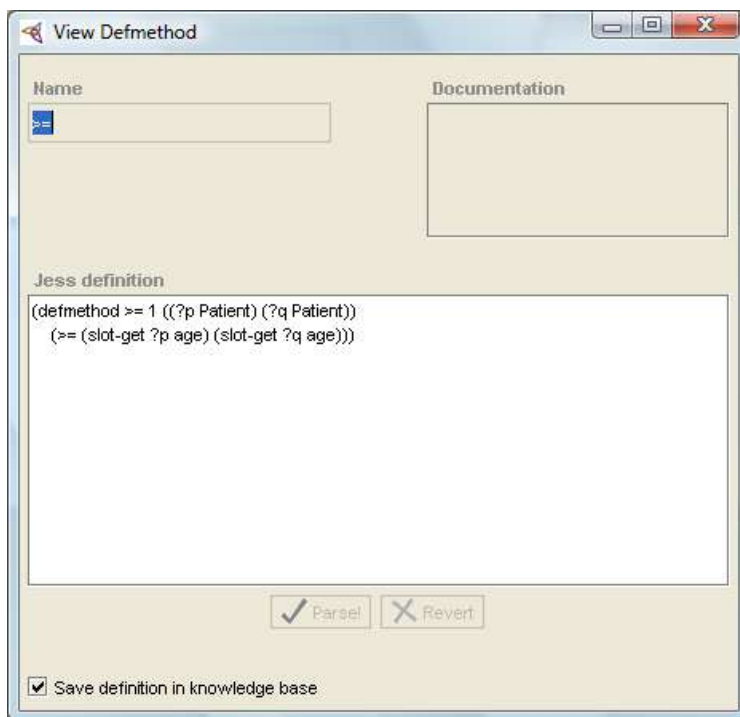 View Defmethod
Name
Documentation
>=
Jess definition
(defmethod >= 1 ((?p Patient) (?q Patient))
(>= (slot-get ?p age) (slot-get ?q age)))
Parse!
Revert
Save definition in knowledge base